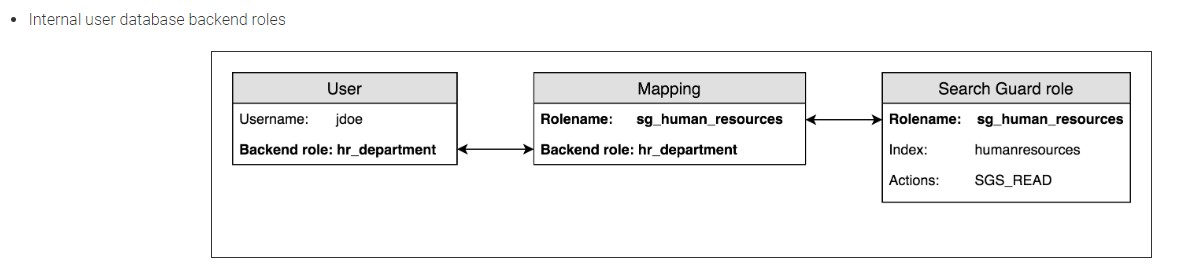 Internal user database backend roles
User
Username: jdoe
Backend role: hr_department
Mapping
Rolename: sg_human_resources
Backend role: hr_department
Search Guard role
Rolename: sg_human_resources
Index: humanresources
Actions: SGS_READ